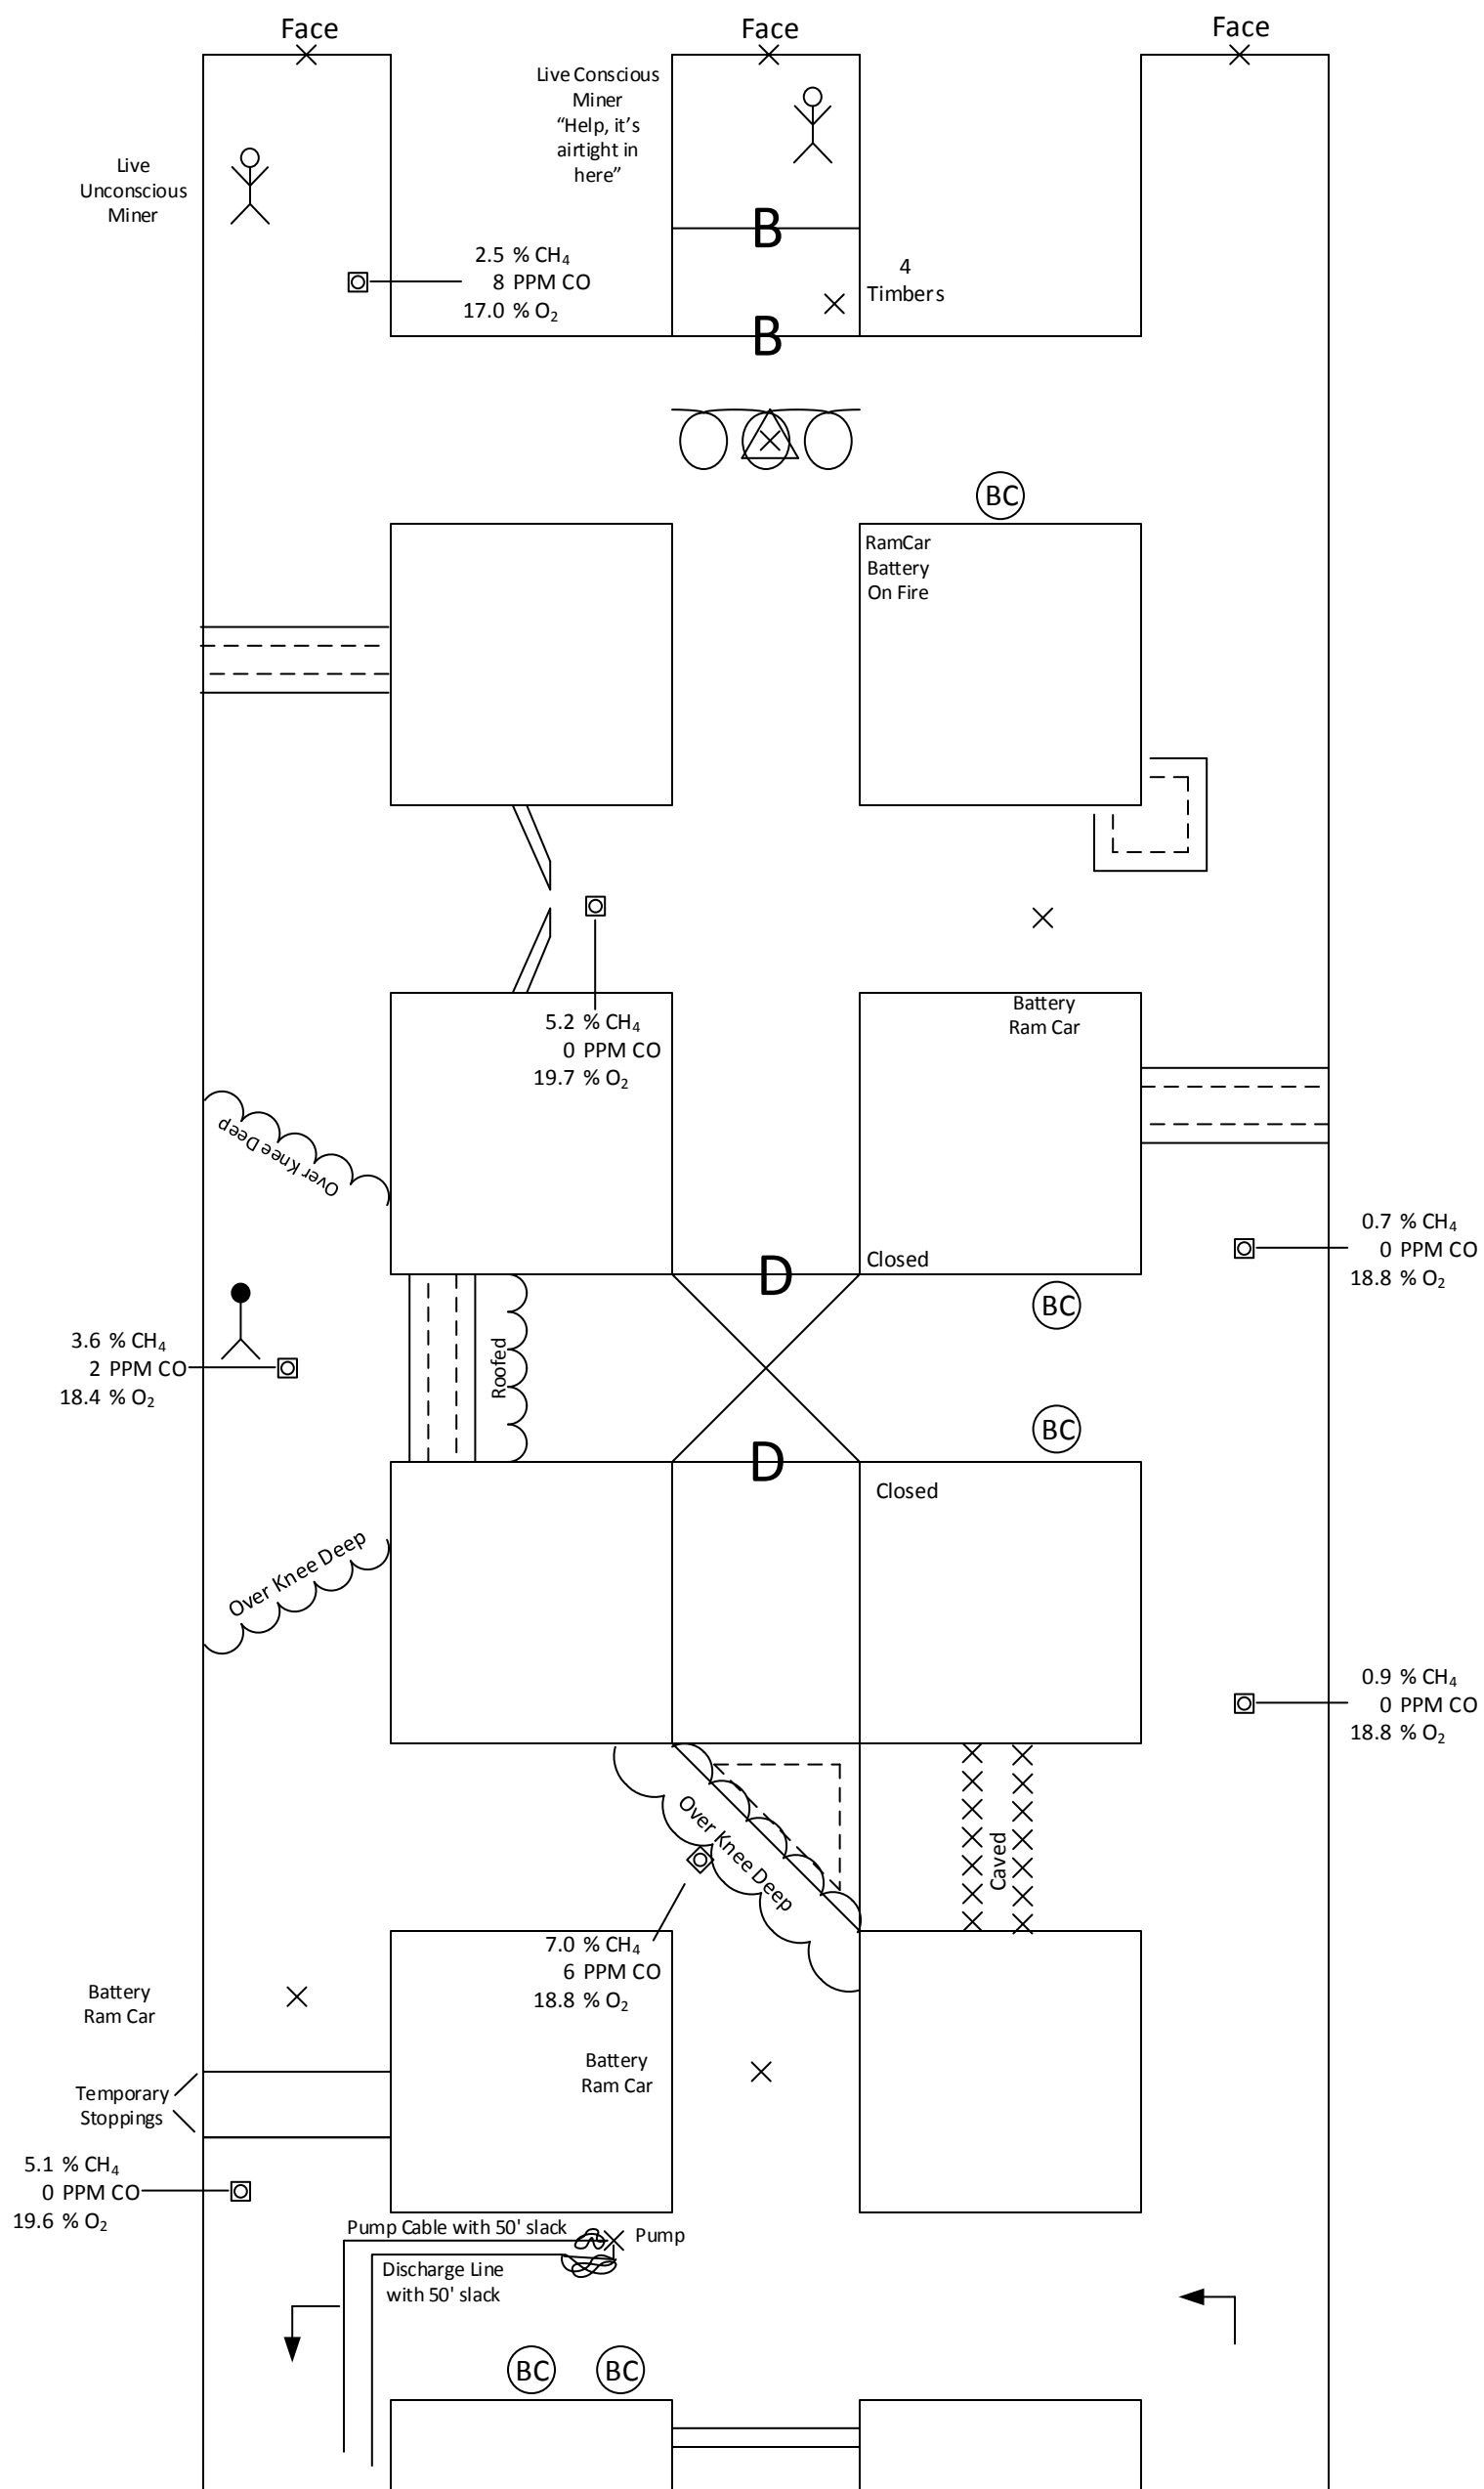 Face
Face
Face
Live Conscious
Miner
“Help, it’s
airtight in
here”
Live
Unconscious
Miner
B
2.5 % CH₄
8 PPM CO
17.0 % O₂
4
Timbers
B
BC
RamCar
Battery
On Fire
5.2 % CH₄
0 PPM CO
19.7 % O₂
Battery
Ram Car
Over Knee Deep
0.7 % CH₄
0 PPM CO
18.8 % O₂
Closed
D
BC
3.6 % CH₄
2 PPM CO
18.4 % O₂
Roofed
BC
D
Closed
Over Knee Deep
0.9 % CH₄
0 PPM CO
18.8 % O₂
Over Knee Deep
Caved
7.0 % CH₄
6 PPM CO
18.8 % O₂
Battery
Ram Car
Battery
Ram Car
Temporary
Stoppings
5.1 % CH₄
0 PPM CO
19.6 % O₂
Pump Cable with 50' slack
Pump
Discharge Line
with 50' slack
BC
BC